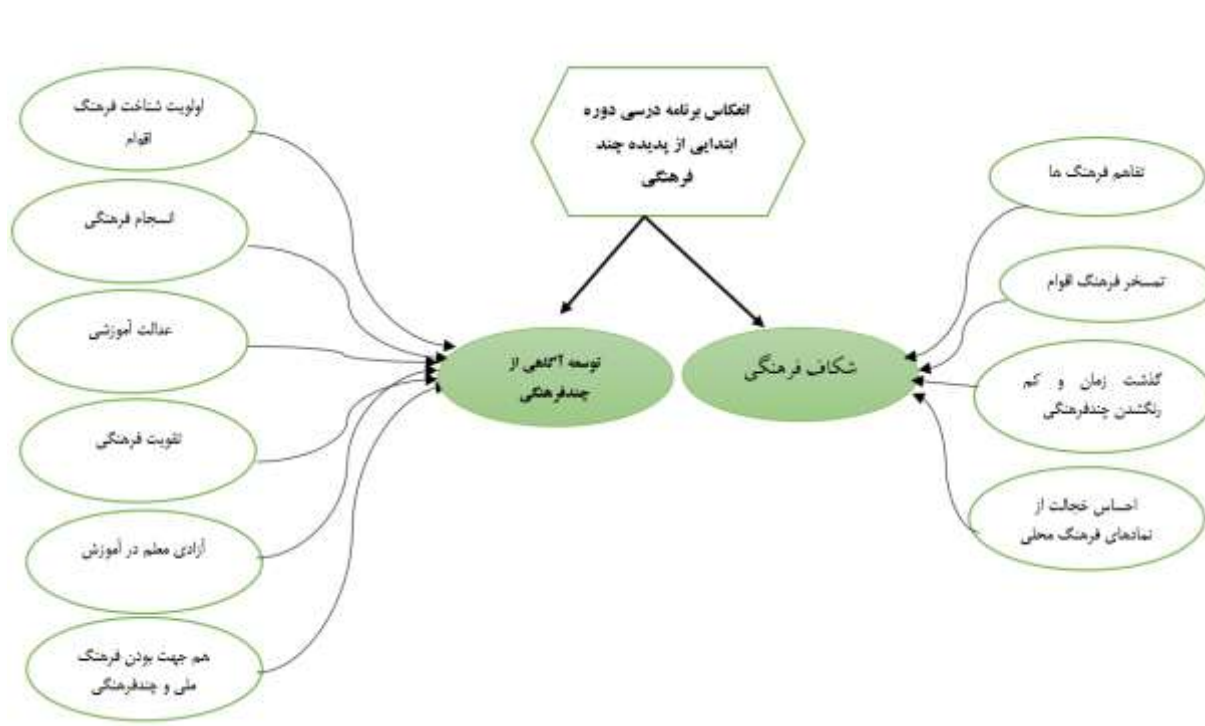 انعکاس برنامه درسی دوره
ابتدایی از پدیده چند
فرهنگی
شکاف فرهنگی
توسعه آگاهی از
چندفرهنگی
تفاهم فرهنگ ها
تمسخر فرهنگ اقوام
گذشت زمان و کم
رنگشدن چندفرهنگی
احساس خجالت از
نمادهای فرهنگ محلی
اولویت شناخت فرهنگ
اقوام
انسجام فرهنگی
عدالت آموزشی
تقویت فرهنگی
آزادی معلم در آموزش
هم جهت بودن فرهنگ
ملی و چندفرهنگی